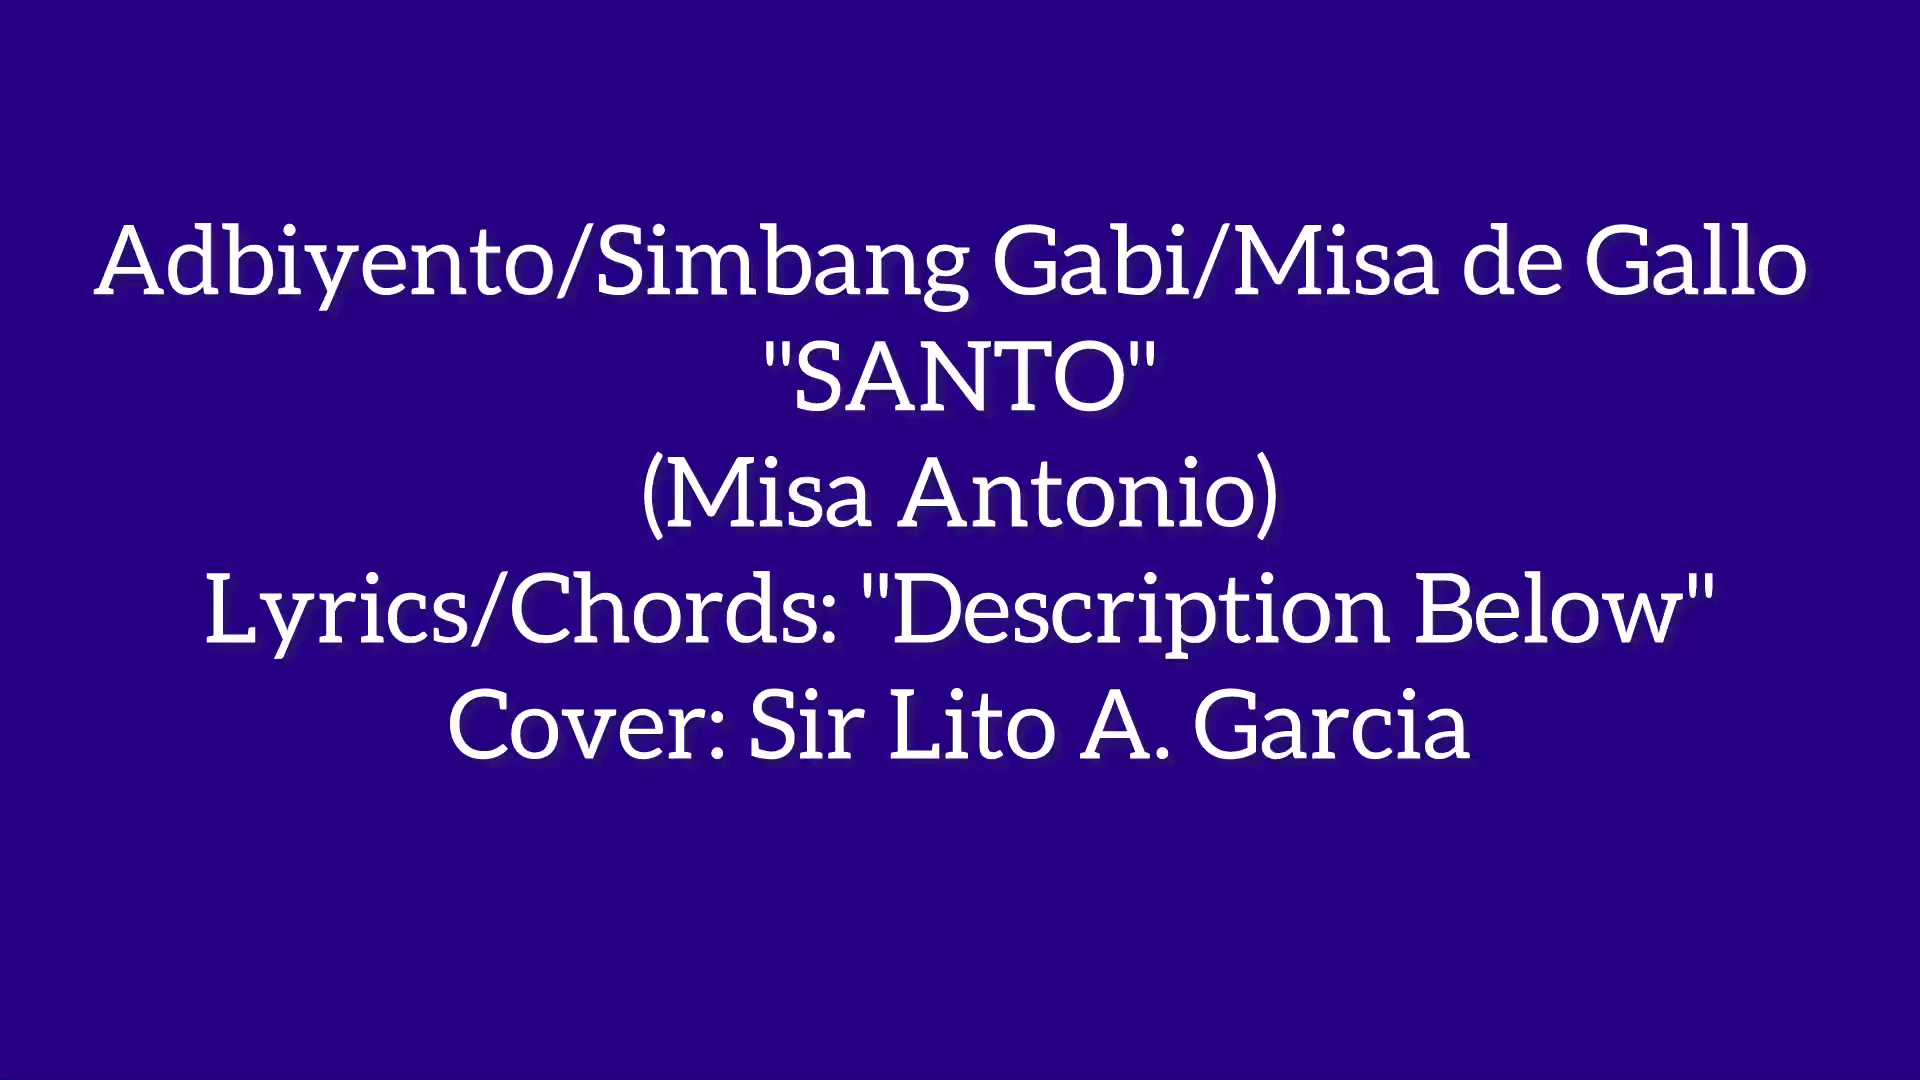 Adbiyento/Simbang Gabi/Misa de Gallo
"SANTO"
(Misa Antonio)
Lyrics/Chords: "Description Below"
Cover: Sir Lito A. Garcia